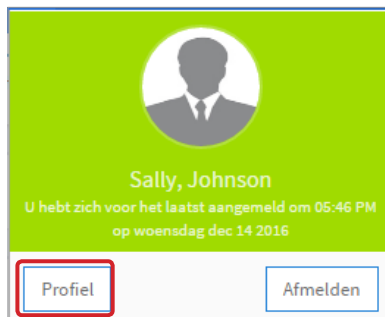 Sally, Johnson
U hebt zich voor het laatst aangemeld om 05:46 PM
op woensdag dec 14 2016
Profiel
Afmelden